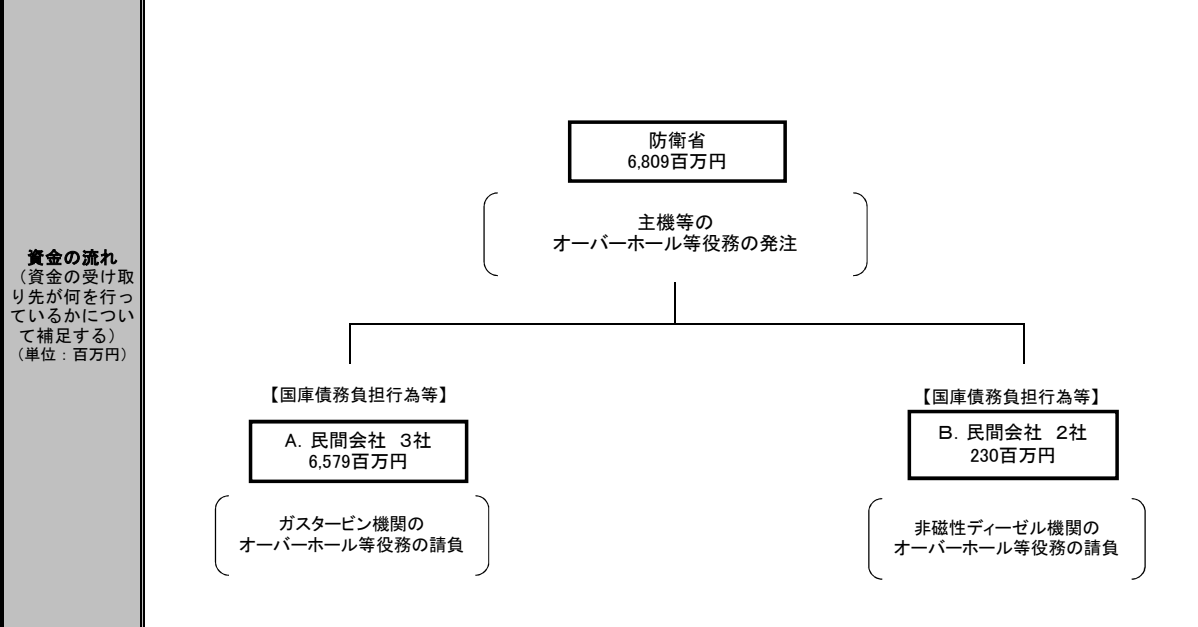 資金の流れ
（資金の受け取
り先が何を行っ
ているかについ
て補足する）
（単位：百万円）
防衛省
6,809百万円
主機等の
オーバーホール等役務の発注
【国庫債務負担行為等】
A．民間会社　3社
6,579百万円
ガスタービン機関の
オーバーホール等役務の請負
【国庫債務負担行為等】
B．民間会社　2社
230百万円
非磁性ディーゼル機関の
オーバーホール等役務の請負